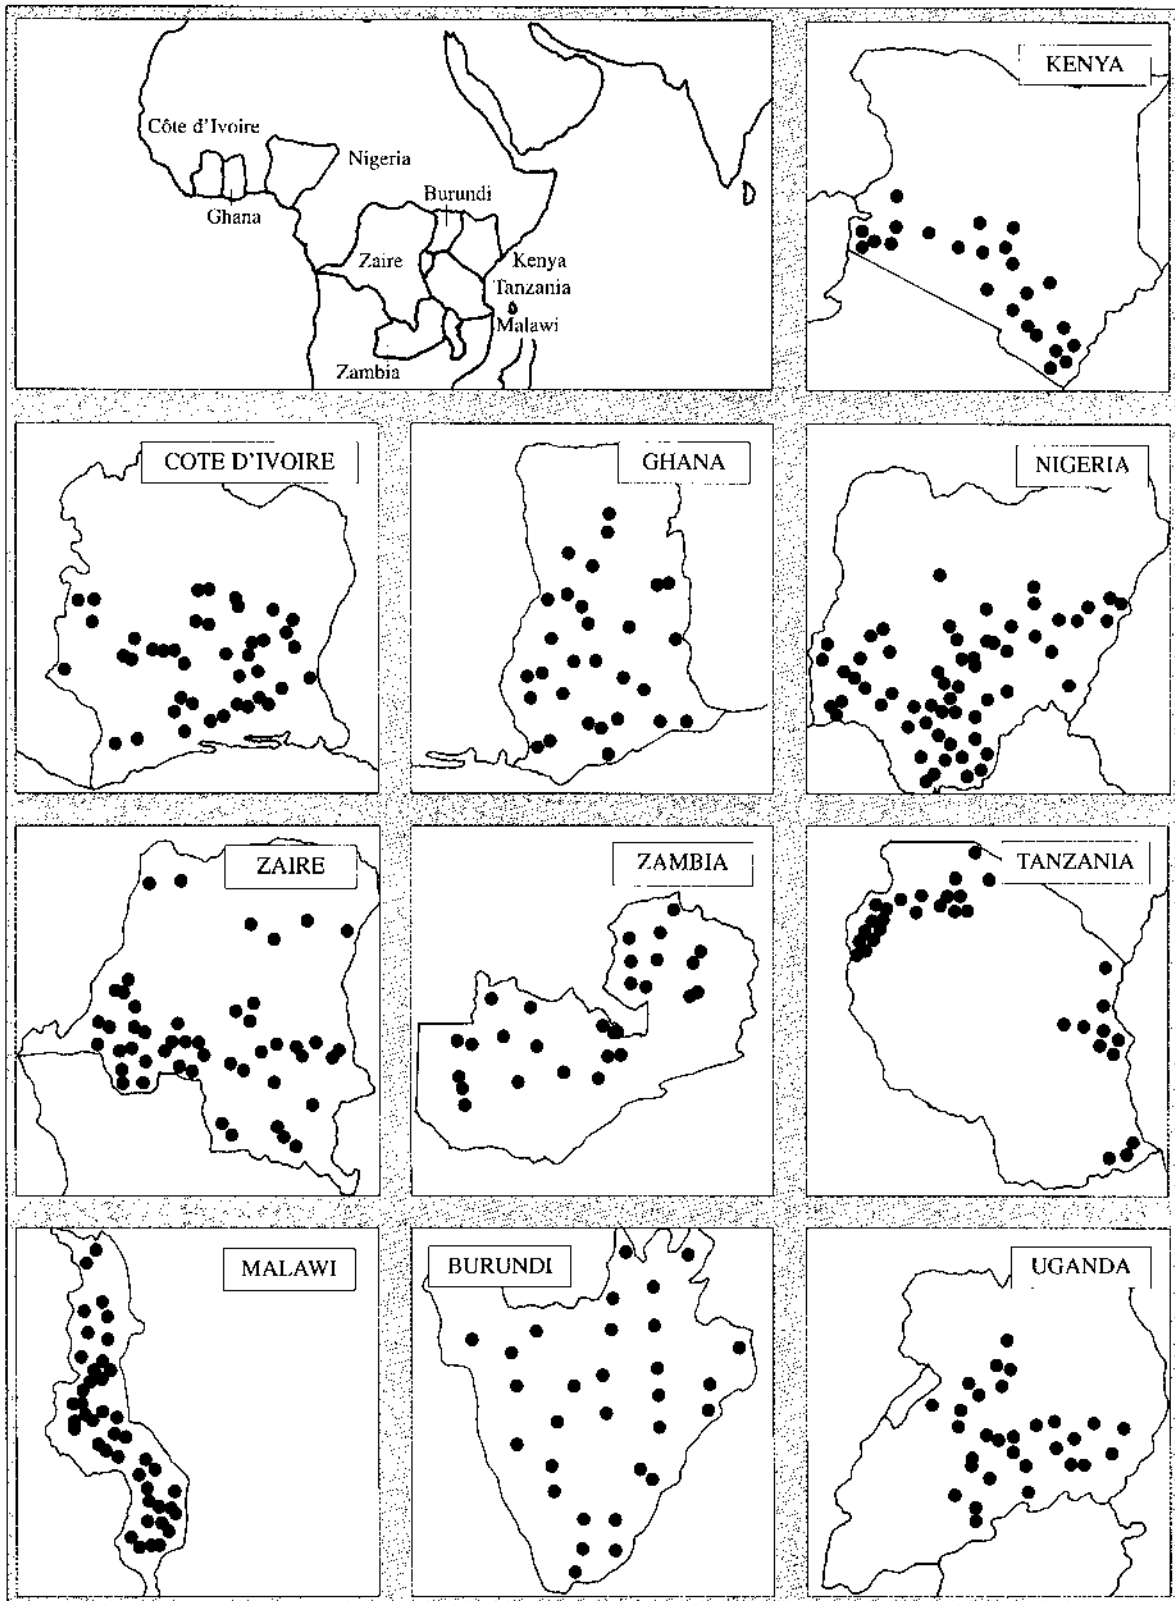 Côte d'Ivoire
Nigeria
Ghana
Burundi
Zaire
Kenya
Tanzania
Malawi
Zambia
KENYA
COTE D'IVOIRE
GHANA
NIGERIA
ZAIRE
ZAMBIA
TANZANIA
MALAWI
BURUNDI
UGANDA